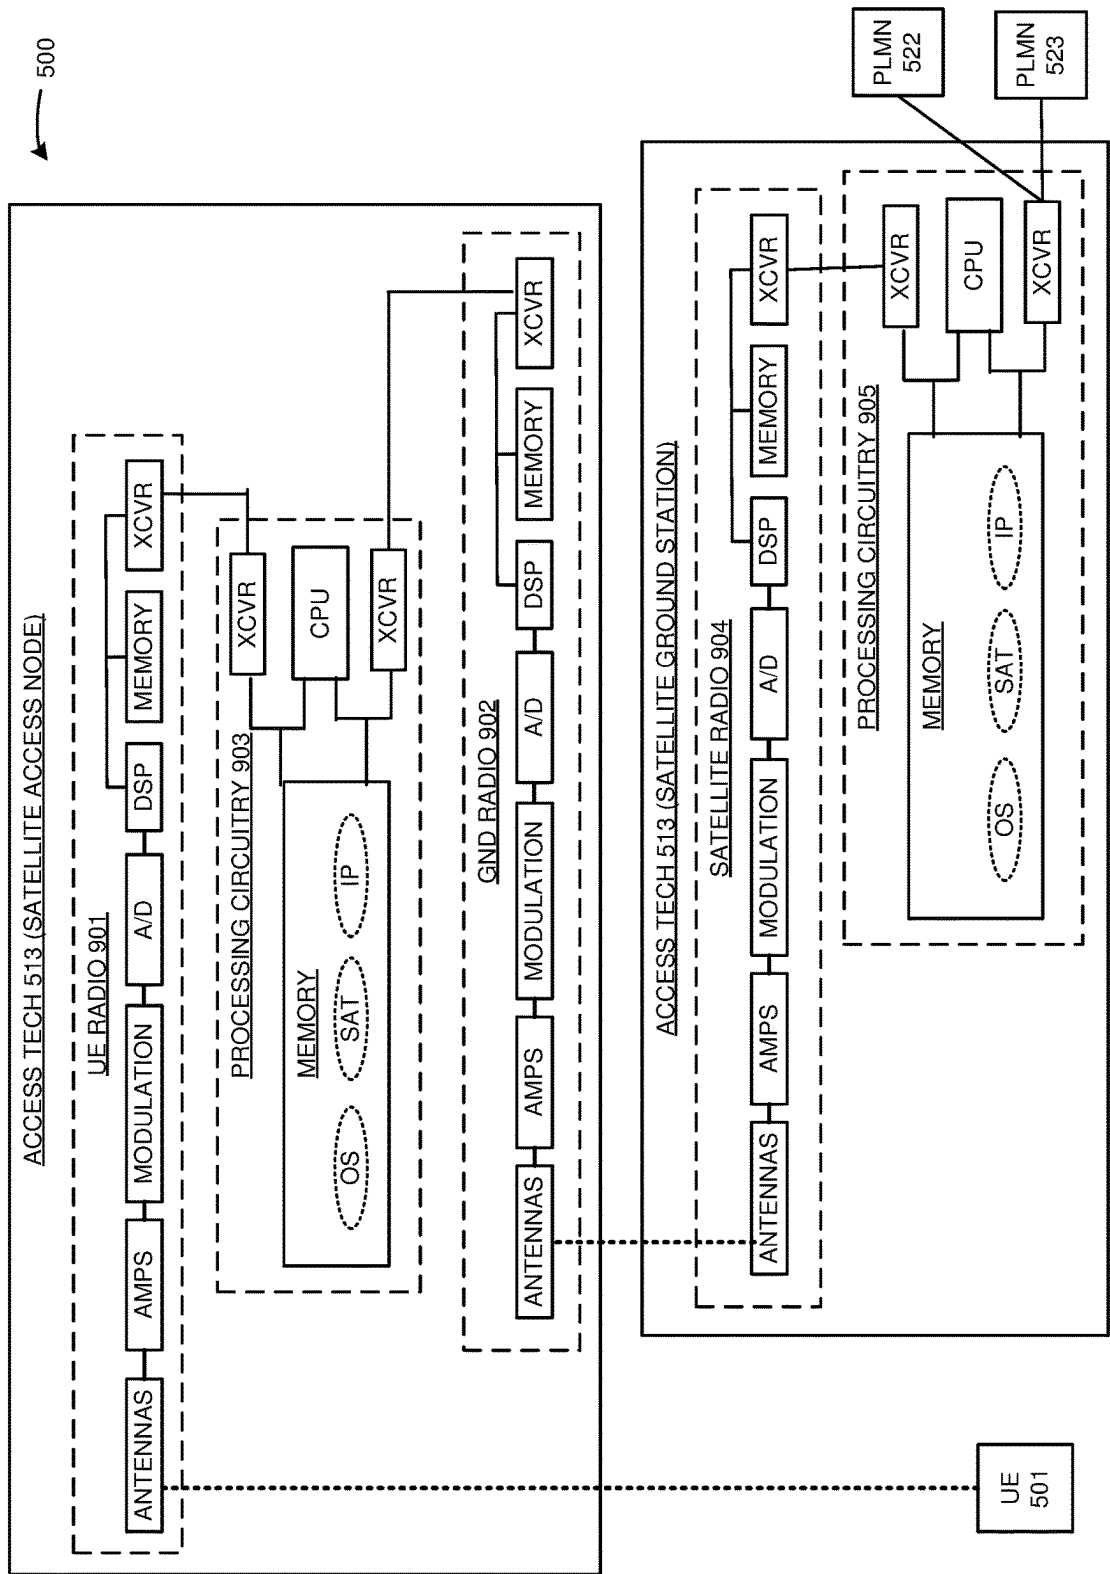 500
ACCESS TECH 513 (SATELLITE ACCESS NODE)
UE RADIO 901
ANTENNAS
AMPS
MODULATION
A/D
DSP
MEMORY
XCVR
PROCESSING CIRCUITRY 903
MEMORY
OS
SAT
IP
XCVR
CPU
XCVR
GND RADIO 902
ANTENNAS
AMPS
MODULATION
A/D
DSP
MEMORY
XCVR
ACCESS TECH 513 (SATELLITE GROUND STATION)
SATELLITE RADIO 904
ANTENNAS
AMPS
MODULATION
A/D
DSP
MEMORY
XCVR
PROCESSING CIRCUITRY 905
MEMORY
OS
SAT
IP
XCVR
CPU
XCVR
PLMN
522
PLMN
523
UE
501